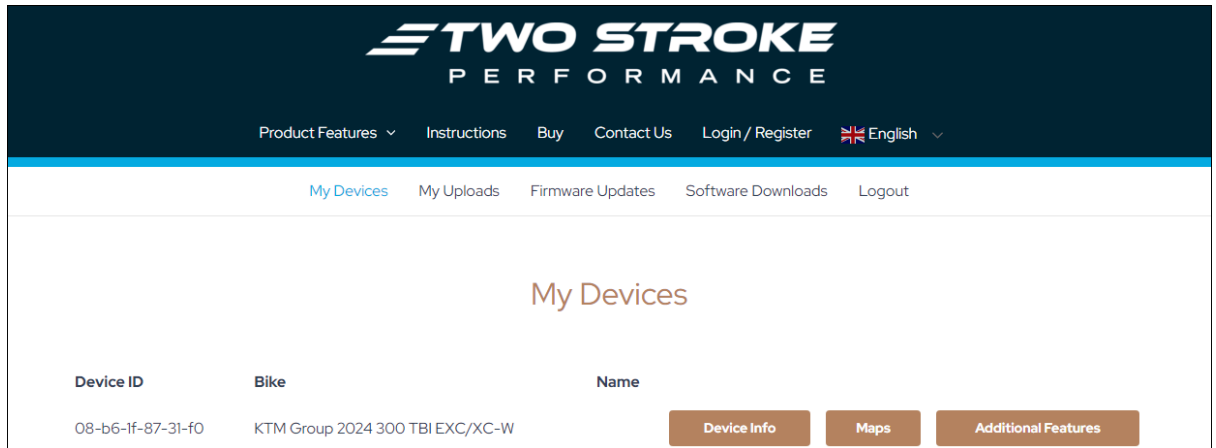 TWO STROKE
PERFORMANCE
Product Features Instructions Buy Contact Us Login / Register English
My Devices My Uploads Firmware Updates Software Downloads Logout
My Devices
Device ID Bike Name
08-b6-1f-87-31-f0 KTM Group 2024 300 TBI EXC/XC-W Device Info Maps Additional Features